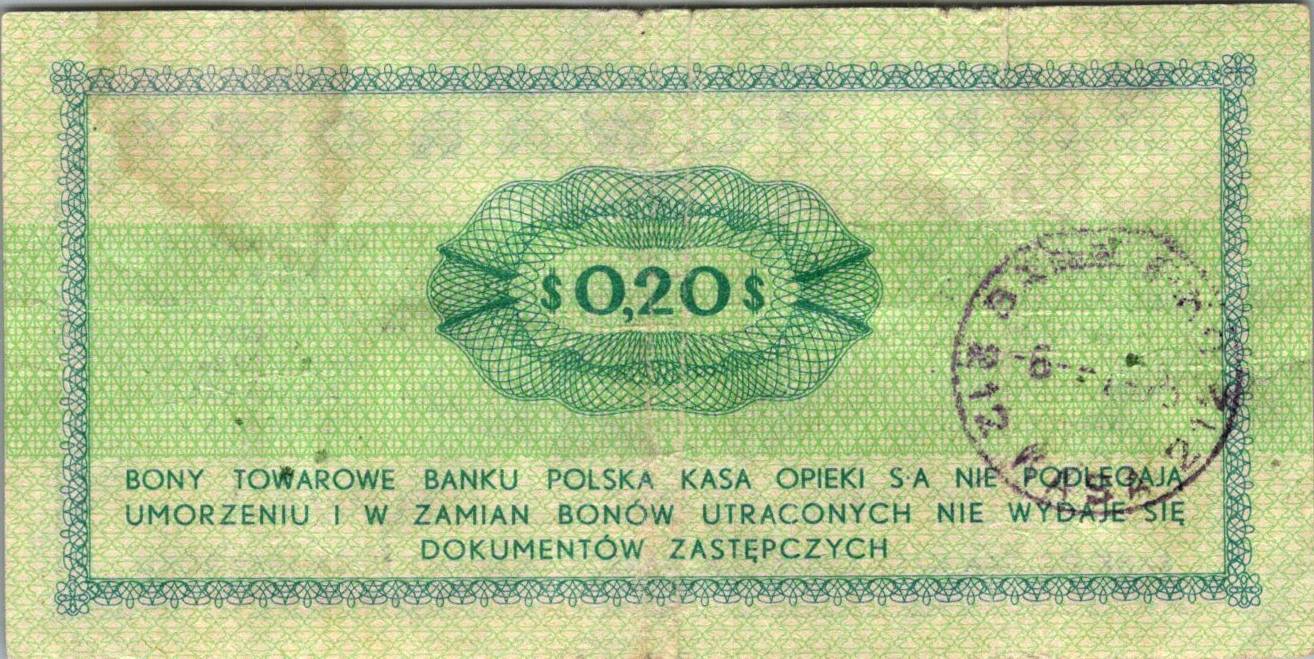 $ 0,20 $
BONY TOWAROWE BANKU POLSKA KASA OPIEKI S·A NIE PODLEGAJĄ
UMORZENIU I W ZAMIAN BONÓW UTRACONYCH NIE WYDAJE SIĘ
DOKUMENTÓW ZASTĘPCZYCH
212